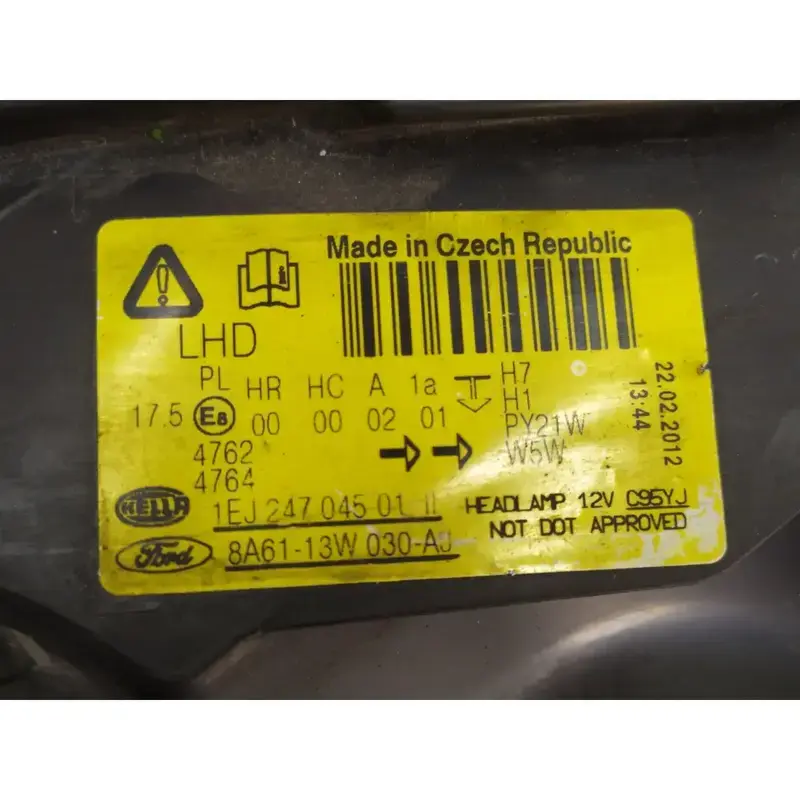 Made in Czech Republic
LHD
PL HR HC A 1a H7
17.5 E8 00 00 02 01 H1
4762 PY21W
4764 W5W
22.02.2012
13:44
HELLA 1EJ 247 045 01 II
HEADLAMP 12V C95YJ
NOT DOT APPROVED
Ford 8A61-13W 030-AJ